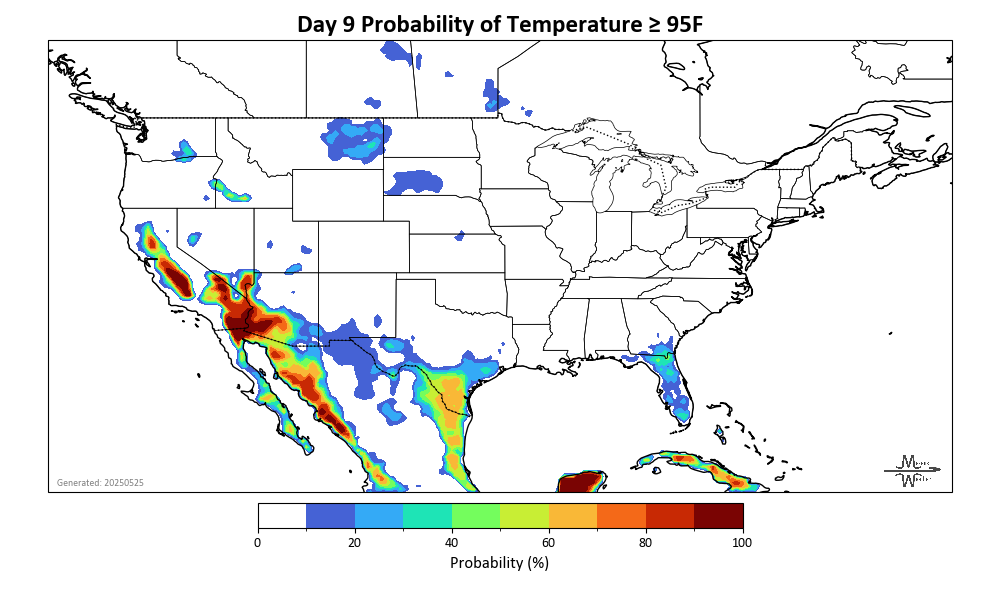 Day 9 Probability of Temperature ≥ 95F
Generated: 20250525
0 20 40 60 80 100
Probability (%)